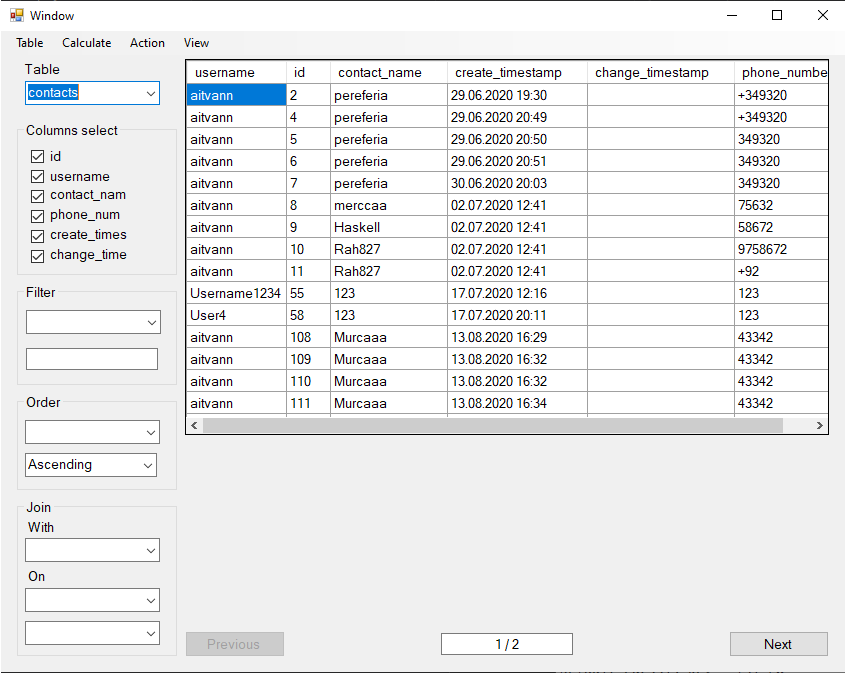 Window
Table Calculate Action View
Table
contacts
Columns select
id
username
contact_nam
phone_num
create_times
change_time
Filter
Order
Ascending
Join
With
On
username id contact_name create_timestamp change_timestamp phone_numbe
aitvann 2 pereferia 29.06.2020 19:30 +349320
aitvann 4 pereferia 29.06.2020 20:49 +349320
aitvann 5 pereferia 29.06.2020 20:50 349320
aitvann 6 pereferia 29.06.2020 20:51 349320
aitvann 7 pereferia 30.06.2020 20:03 349320
aitvann 8 merccaa 02.07.2020 12:41 75632
aitvann 9 Haskell 02.07.2020 12:41 58672
aitvann 10 Rah827 02.07.2020 12:41 9758672
aitvann 11 Rah827 02.07.2020 12:41 +92
Username1234 55 123 17.07.2020 12:16 123
User4 58 123 17.07.2020 20:11 123
aitvann 108 Murcaaa 13.08.2020 16:29 43342
aitvann 109 Murcaaa 13.08.2020 16:32 43342
aitvann 110 Murcaaa 13.08.2020 16:32 43342
aitvann 111 Murcaaa 13.08.2020 16:34 43342
Previous 1 / 2 Next